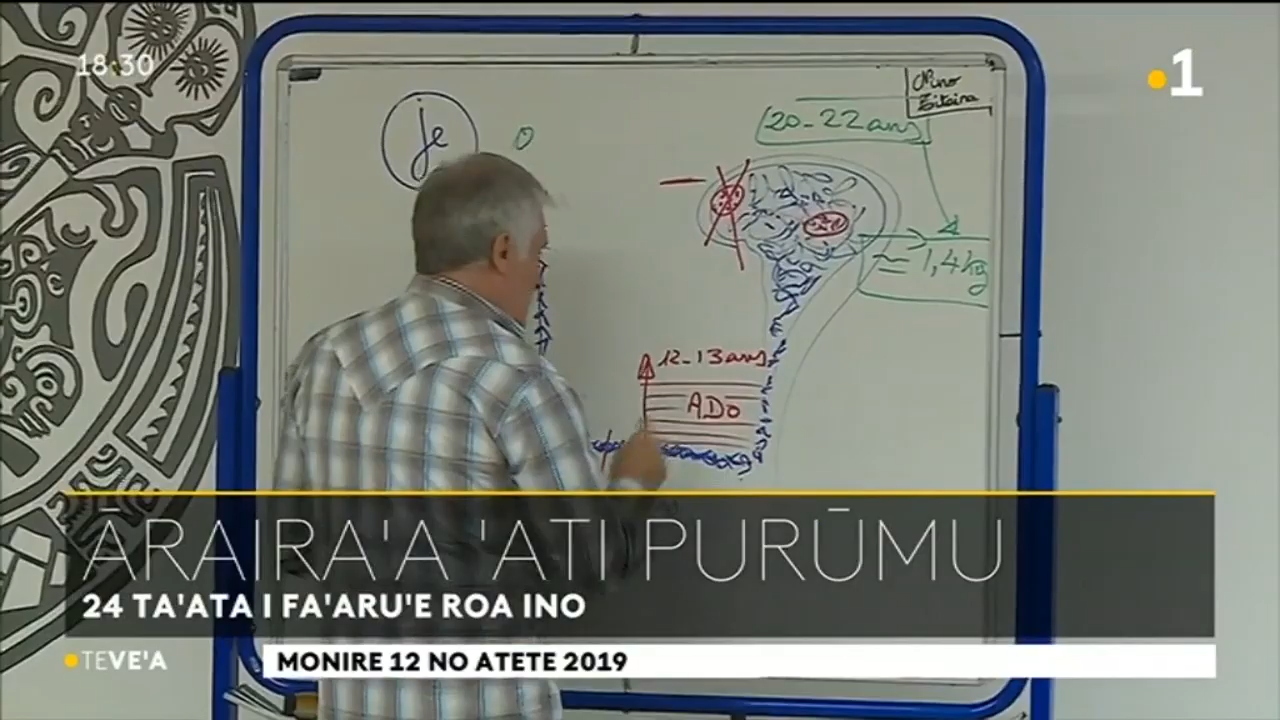 18:30
1
je
0
20-22 ans
≃ 1,4 kg
12-13 ans
ADO
ĀRAIRA'A 'ATI PURŪMU
24 TA'ATA I FA'ARU'E ROA INO
TEVE'A
MONIRE 12 NO ATETE 2019